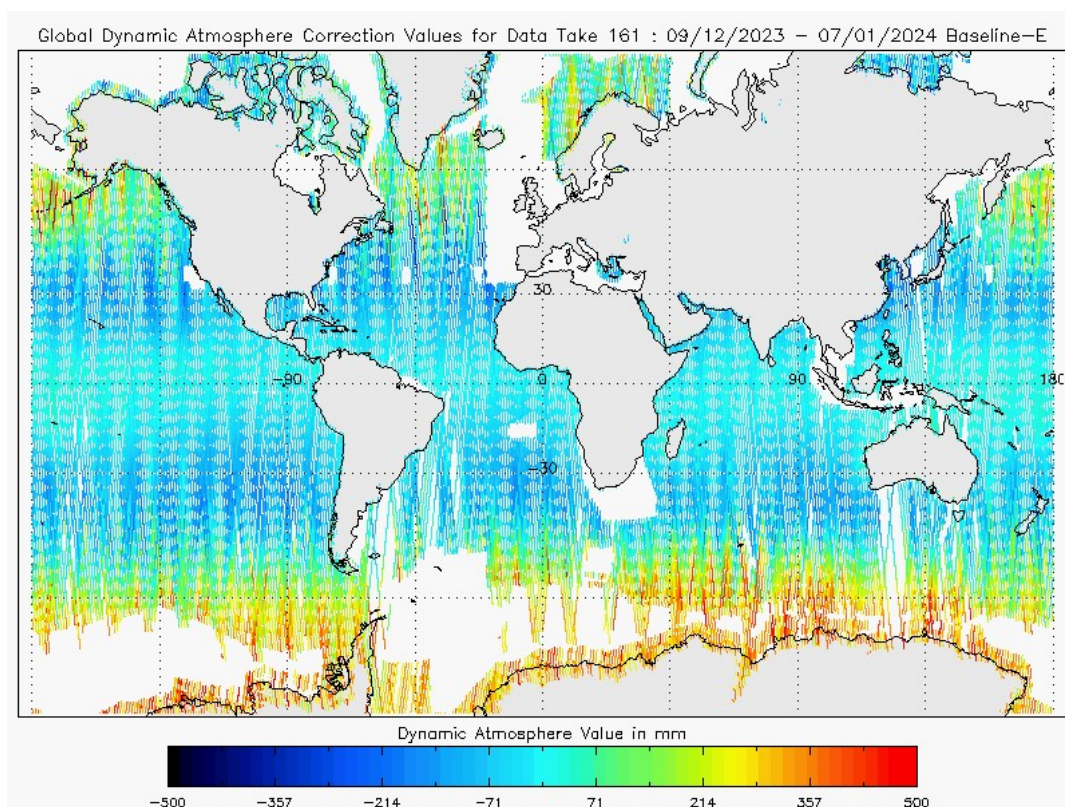 Global Dynamic Atmosphere Correction Values for Data Take 161 : 09/12/2023 - 07/01/2024 Baseline-E
30
-90 0 90 180
-30
Dynamic Atmosphere Value in mm
-500 -357 -214 -71 71 214 357 500